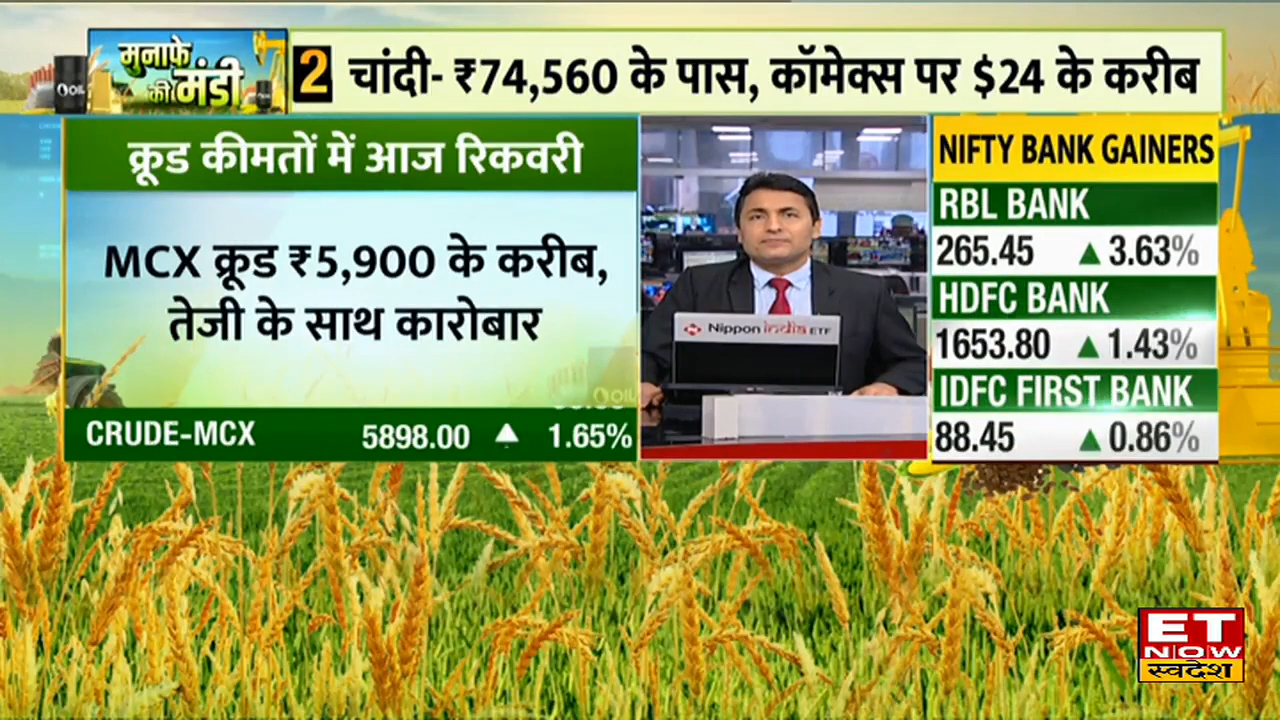 मुनाफे
की मंडी
2 चांदी- ₹74,560 के पास, कॉमेक्स पर $24 के करीब
OIL
क्रूड कीमतों में आज रिकवरी
MCX क्रूड ₹5,900 के करीब,
तेजी के साथ कारोबार
OIL
CRUDE-MCX 5898.00 ▲ 1.65%
Nippon india ETF
NIFTY BANK GAINERS
RBL BANK
265.45 ▲ 3.63%
HDFC BANK
1653.80 ▲ 1.43%
IDFC FIRST BANK
88.45 ▲ 0.86%
ET
NOW
स्वदेश